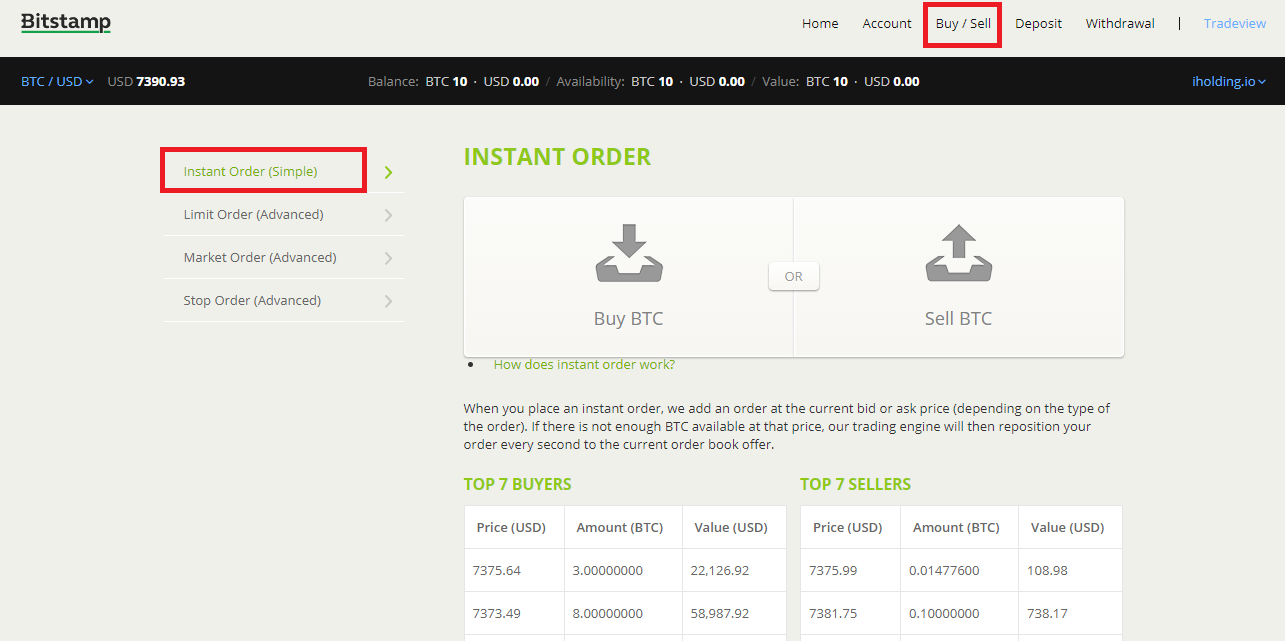 Bitstamp
Home Account Buy / Sell Deposit Withdrawal | Tradeview
BTC / USD USD 7390.93 Balance: BTC 10 · USD 0.00 / Availability: BTC 10 · USD 0.00 / Value: BTC 10 · USD 0.00 iholding.io
Instant Order (Simple)
Limit Order (Advanced)
Market Order (Advanced)
Stop Order (Advanced)
INSTANT ORDER
Buy BTC OR Sell BTC
• How does instant order work?
When you place an instant order, we add an order at the current bid or ask price (depending on the type of
the order). If there is not enough BTC available at that price, our trading engine will then reposition your
order every second to the current order book offer.
TOP 7 BUYERS
Price (USD) Amount (BTC) Value (USD)
7375.64 3.00000000 22,126.92
7373.49 8.00000000 58,987.92
TOP 7 SELLERS
Price (USD) Amount (BTC) Value (USD)
7375.99 0.01477600 108.98
7381.75 0.10000000 738.17